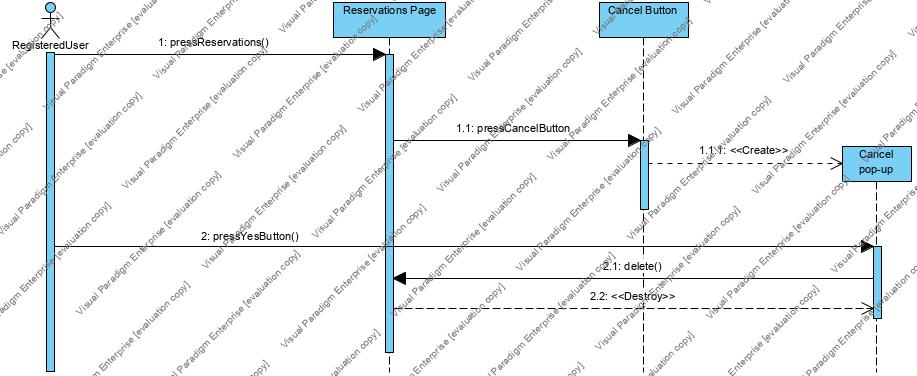 Reservations Page
Cancel Button
RegisteredUser
1: pressReservations()
1.1: pressCancelButton
1.1.1: <<Create>>
Cancel
pop-up
2: pressYesButton()
2.1: delete()
2.2: <<Destroy>>
Visual Paradigm Enterprise [evaluation copy]